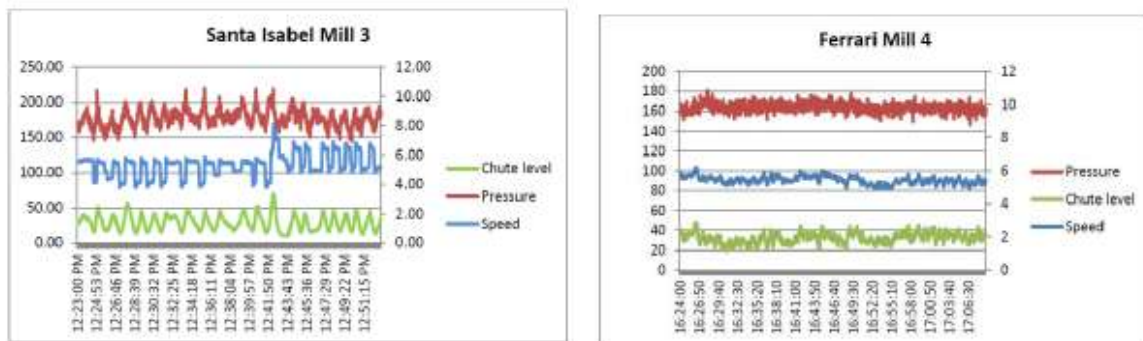 Santa Isabel Mill 3
250.00
200.00
150.00
100.00
50.00
0.00
12.00
10.00
8.00
6.00
4.00
2.00
0.00
12:23:00 PM
12:24:53 PM
12:26:46 PM
12:28:39 PM
12:30:32 PM
12:32:25 PM
12:34:18 PM
12:36:11 PM
12:38:04 PM
12:39:57 PM
12:41:50 PM
12:43:43 PM
12:45:36 PM
12:47:29 PM
12:49:22 PM
12:51:15 PM
Chute level
Pressure
Speed
Ferrari Mill 4
200
180
160
140
120
100
80
60
40
20
0
12
10
8
6
4
2
0
16:24:00
16:26:50
16:29:40
16:32:30
16:35:20
16:38:10
16:41:00
16:43:50
16:46:40
16:49:30
16:52:20
16:55:10
16:58:00
17:00:50
17:03:40
17:06:30
Pressure
Chute level
Speed